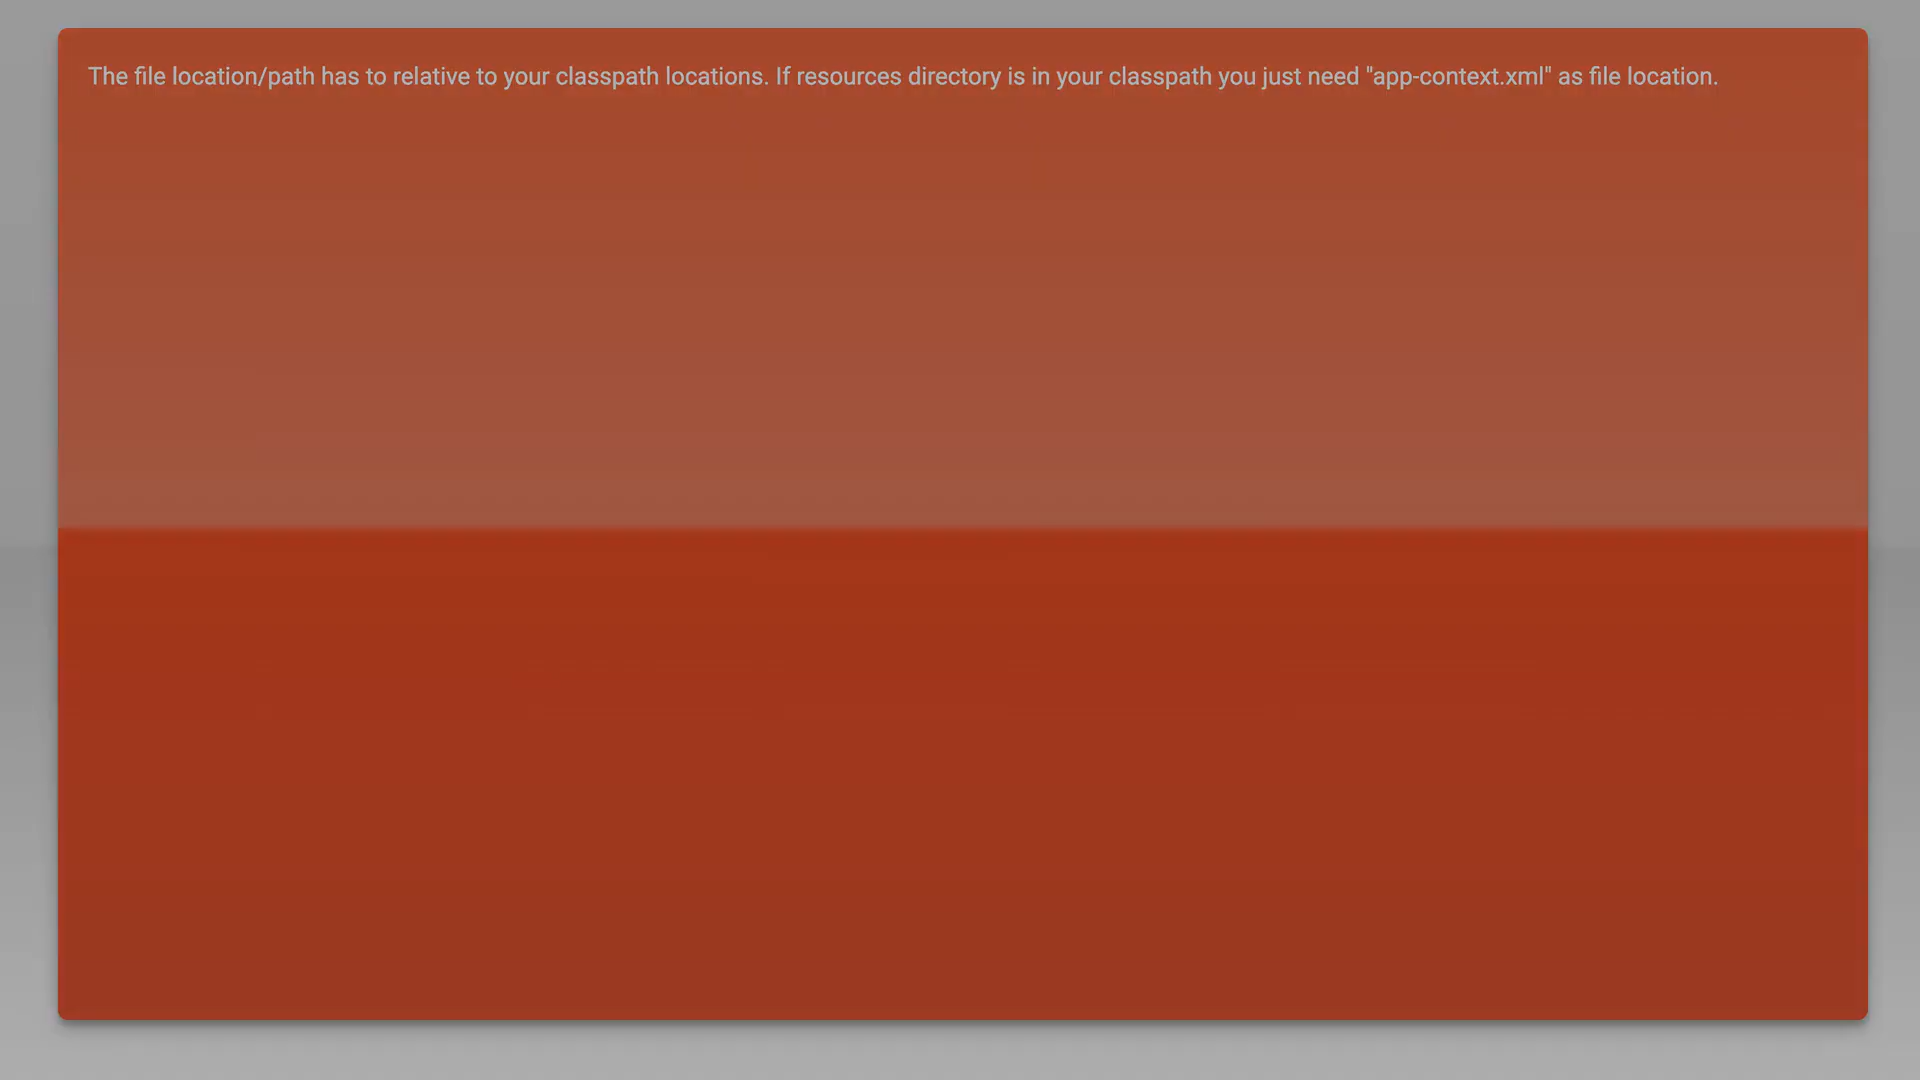 The file location/path has to relative to your classpath locations. If resources directory is in your classpath you just need "app-context.xml" as file location.